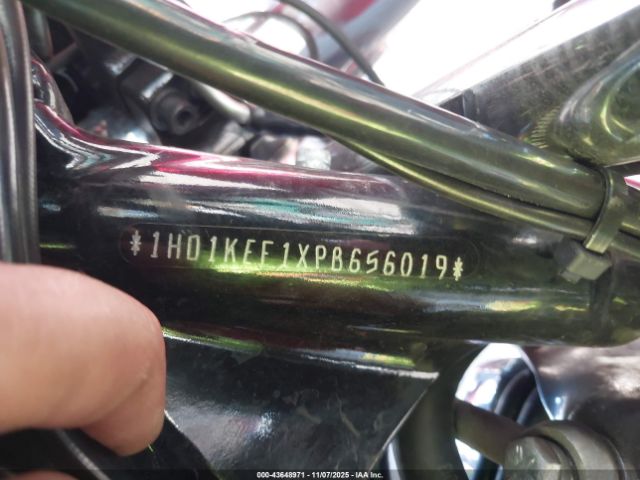 *1HD1KEF1XPB656019*
000-43648971 - 11/07/2025 - © IAA Inc.